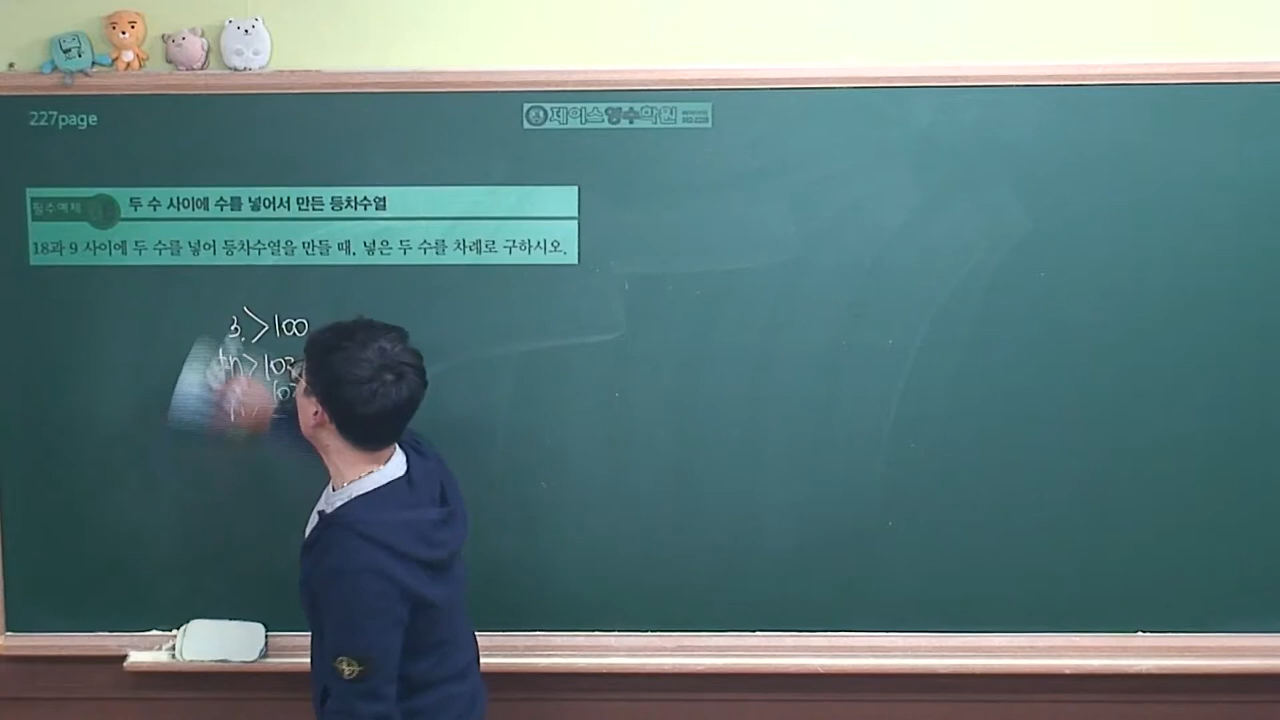 227page
제이스영수학원
필수예제
두 수 사이에 수를 넣어서 만든 등차수열
18과 9 사이에 두 수를 넣어 등차수열을 만들 때, 넣은 두 수를 차례로 구하시오.
3. > 100
n > 103